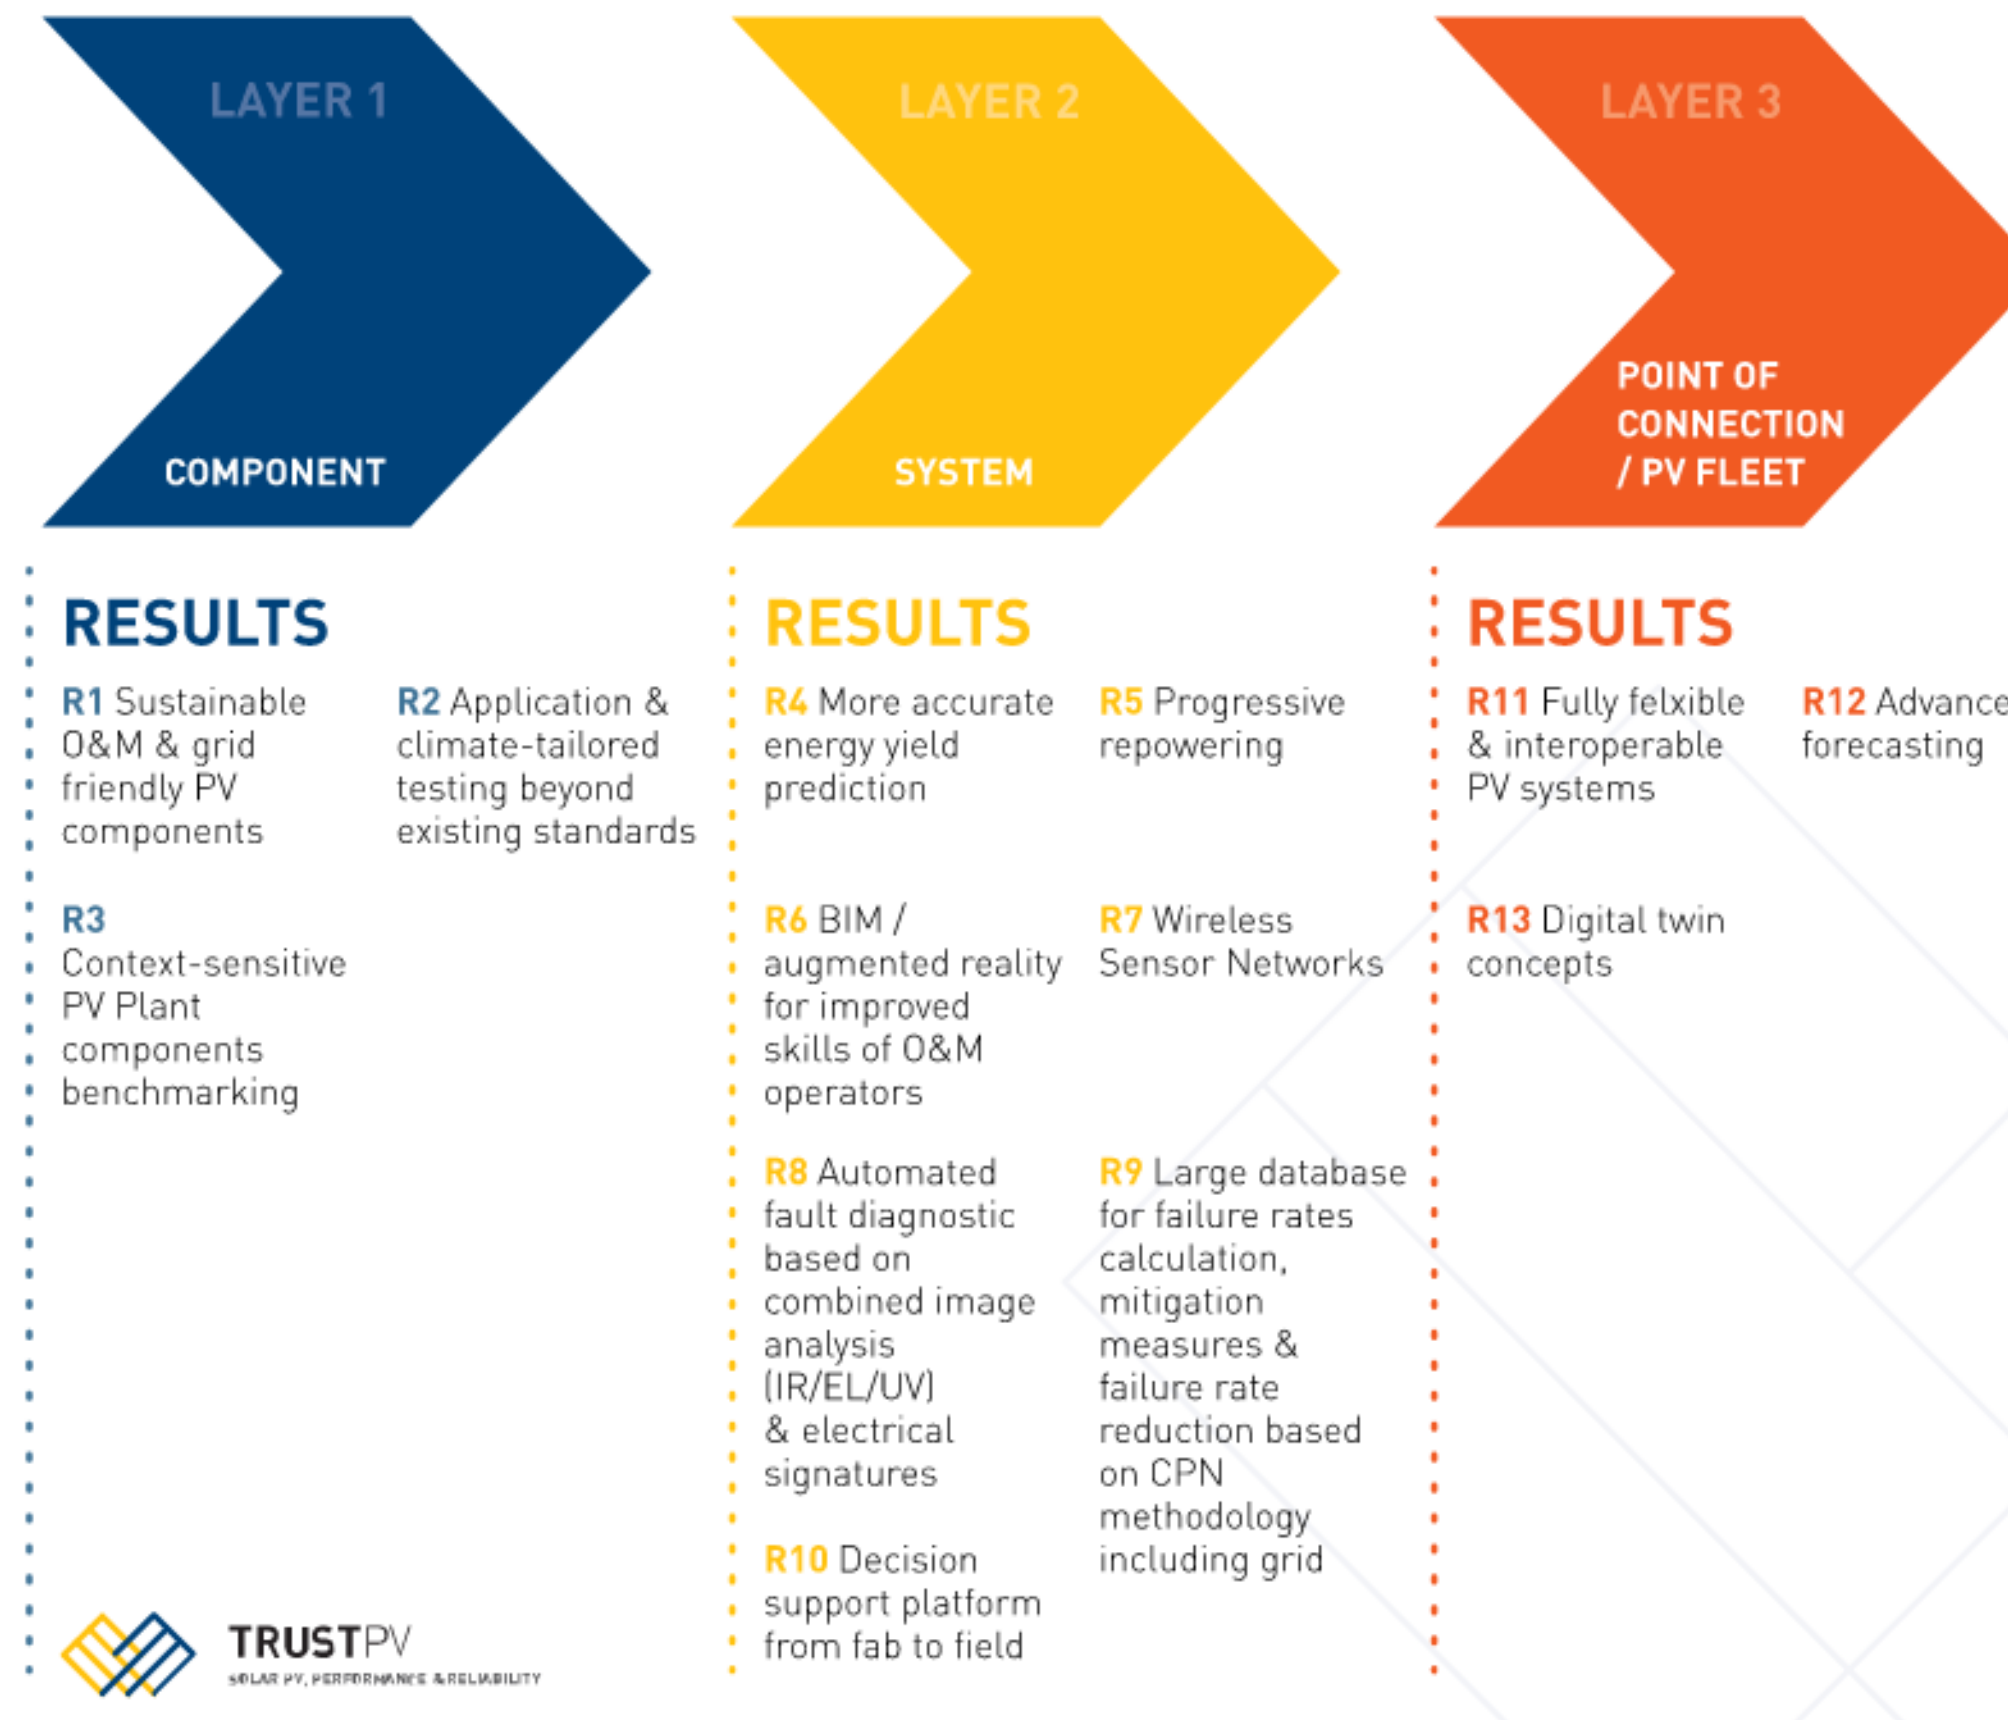 LAYER 1
COMPONENT
LAYER 2
SYSTEM
LAYER 3
POINT OF
CONNECTION
/ PV FLEET
RESULTS
R1 Sustainable
O&M & grid
friendly PV
components
R2 Application &
climate-tailored
testing beyond
existing standards
R3
Context-sensitive
PV Plant
components
benchmarking
RESULTS
R4 More accurate
energy yield
prediction
R5 Progressive
repowering
R6 BIM /
augmented reality
for improved
skills of O&M
operators
R7 Wireless
Sensor Networks
R8 Automated
fault diagnostic
based on
combined image
analysis
(IR/EL/UV)
& electrical
signatures
R9 Large database
for failure rates
calculation,
mitigation
measures &
failure rate
reduction based
on CPN
methodology
including grid
R10 Decision
support platform
from fab to field
RESULTS
R11 Fully felxible
& interoperable
PV systems
R12 Advance
forecasting
R13 Digital twin
concepts
TRUSTPV
SOLAR PV, PERFORMANCE & RELIABILITY